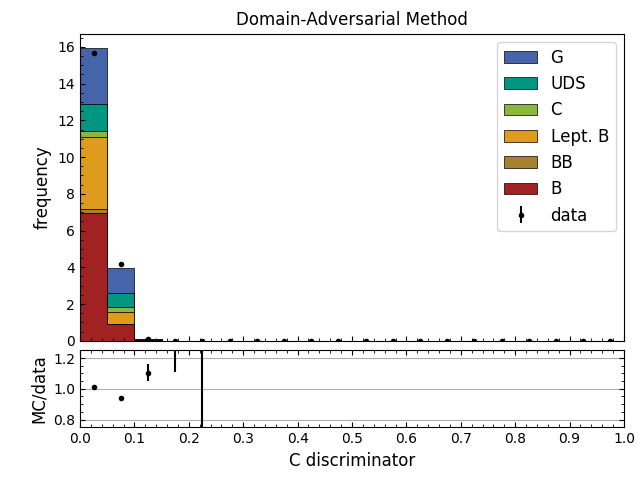 Domain-Adversarial Method
16
14
12
10
8
6
4
2
0
frequency
G
UDS
C
Lept. B
BB
B
data
1.2
1.0
0.8
MC/data
0.0 0.1 0.2 0.3 0.4 0.5 0.6 0.7 0.8 0.9 1.0
C discriminator